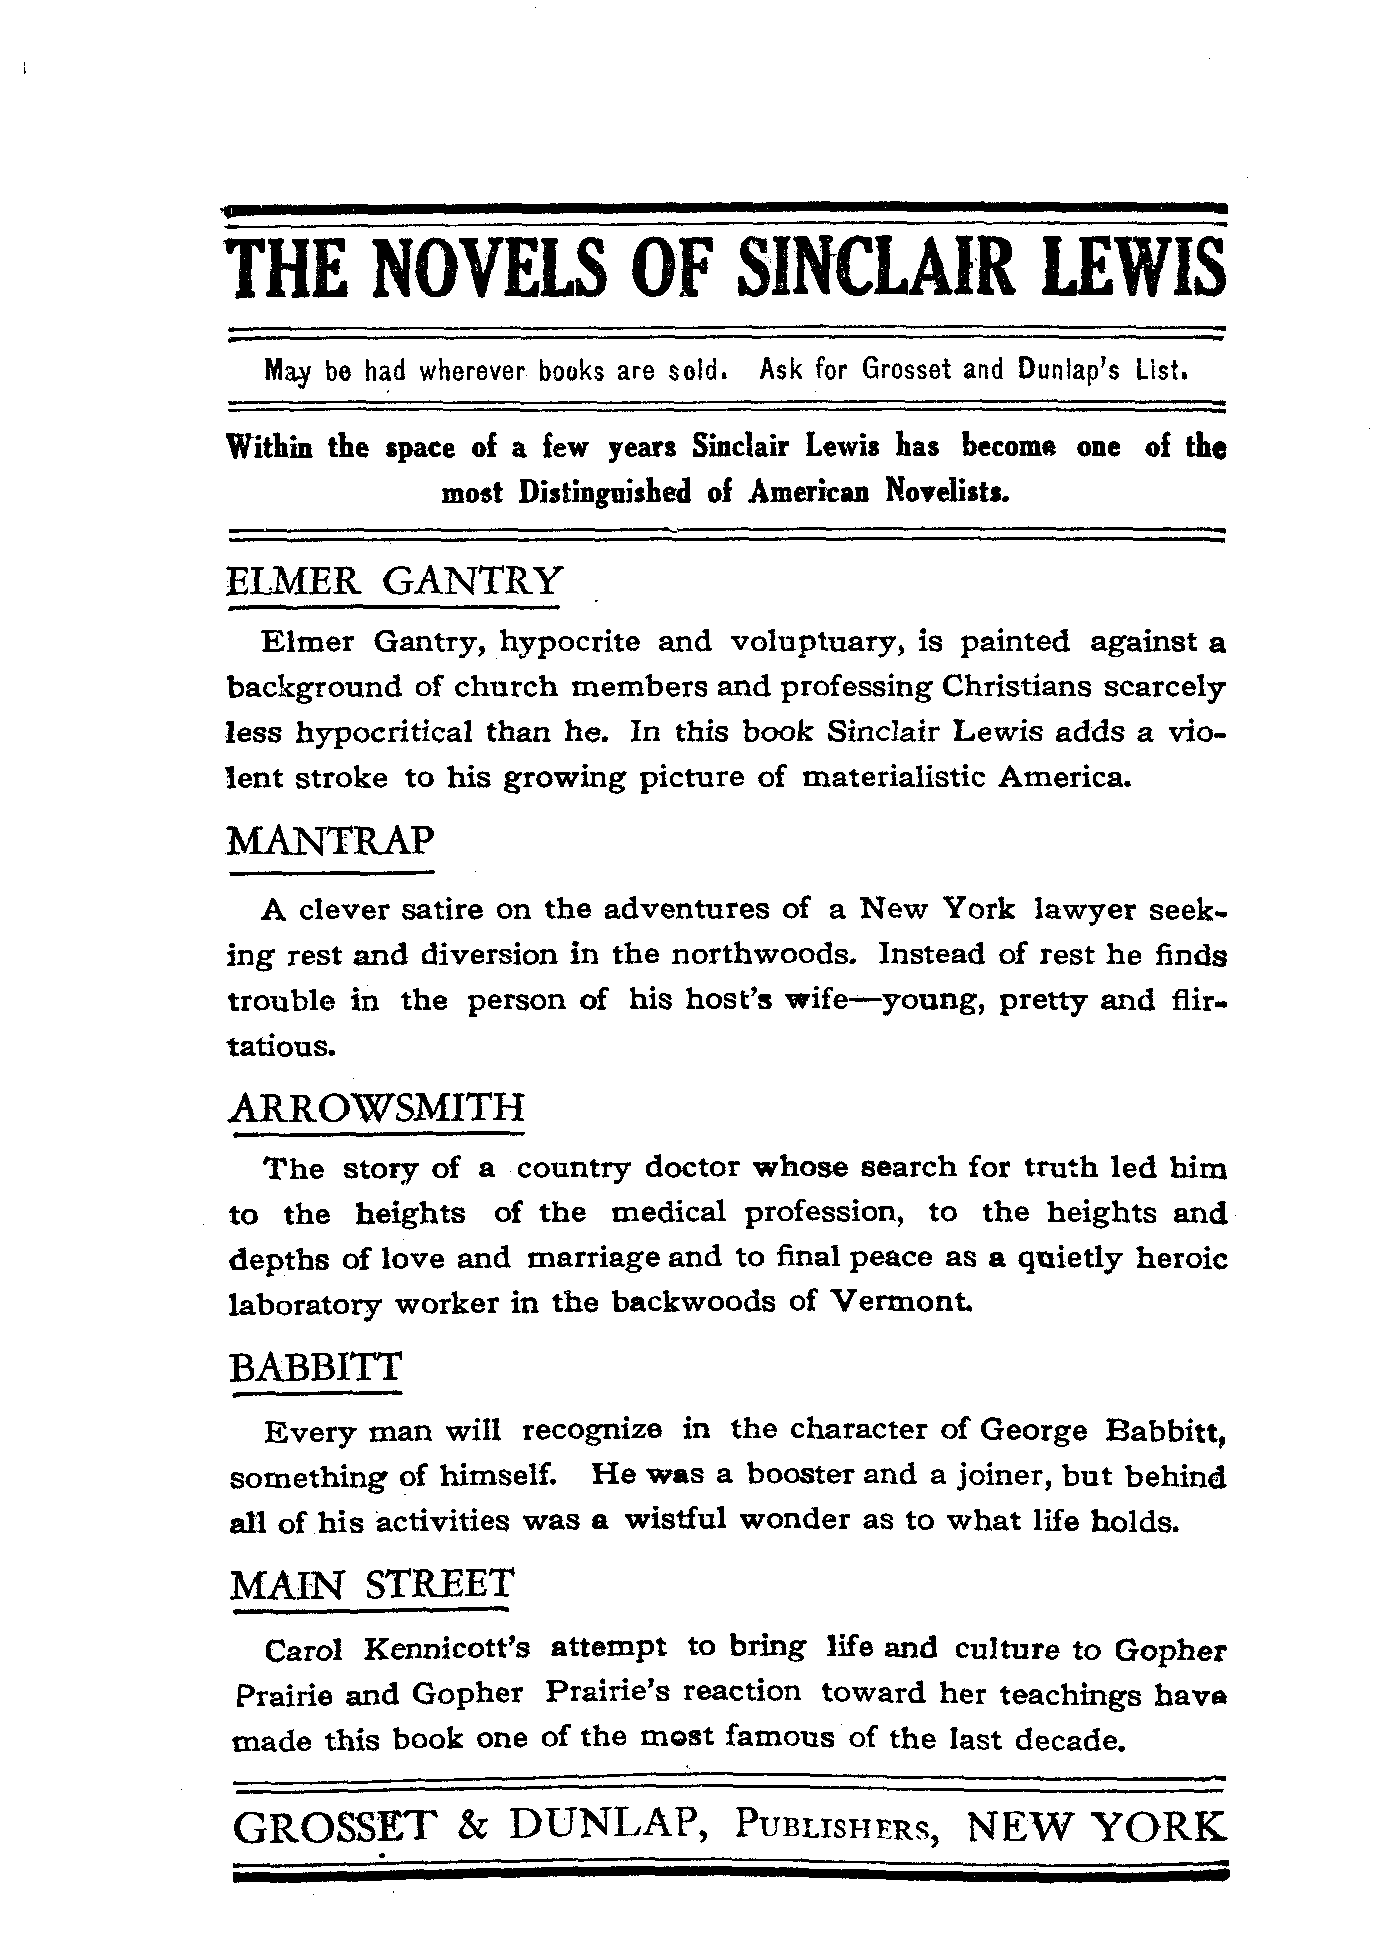 THE NOVELS OF SINCLAIR LEWIS
May be had wherever books are sold. Ask for Grosset and Dunlap's List.
Within the space of a few years Sinclair Lewis has become one of the
most Distinguished of American Novelists.
ELMER GANTRY
Elmer Gantry, hypocrite and voluptuary, is painted against a
background of church members and professing Christians scarcely
less hypocritical than he. In this book Sinclair Lewis adds a vio-
lent stroke to his growing picture of materialistic America.
MANTRAP
A clever satire on the adventures of a New York lawyer seek-
ing rest and diversion in the northwoods. Instead of rest he finds
trouble in the person of his host's wife—young, pretty and flir-
tatious.
ARROWSMITH
The story of a country doctor whose search for truth led him
to the heights of the medical profession, to the heights and
depths of love and marriage and to final peace as a quietly heroic
laboratory worker in the backwoods of Vermont.
BABBITT
Every man will recognize in the character of George Babbitt,
something of himself. He was a booster and a joiner, but behind
all of his activities was a wistful wonder as to what life holds.
MAIN STREET
Carol Kennicott's attempt to bring life and culture to Gopher
Prairie and Gopher Prairie's reaction toward her teachings have
made this book one of the most famous of the last decade.
GROSSET & DUNLAP, PUBLISHERS, NEW YORK